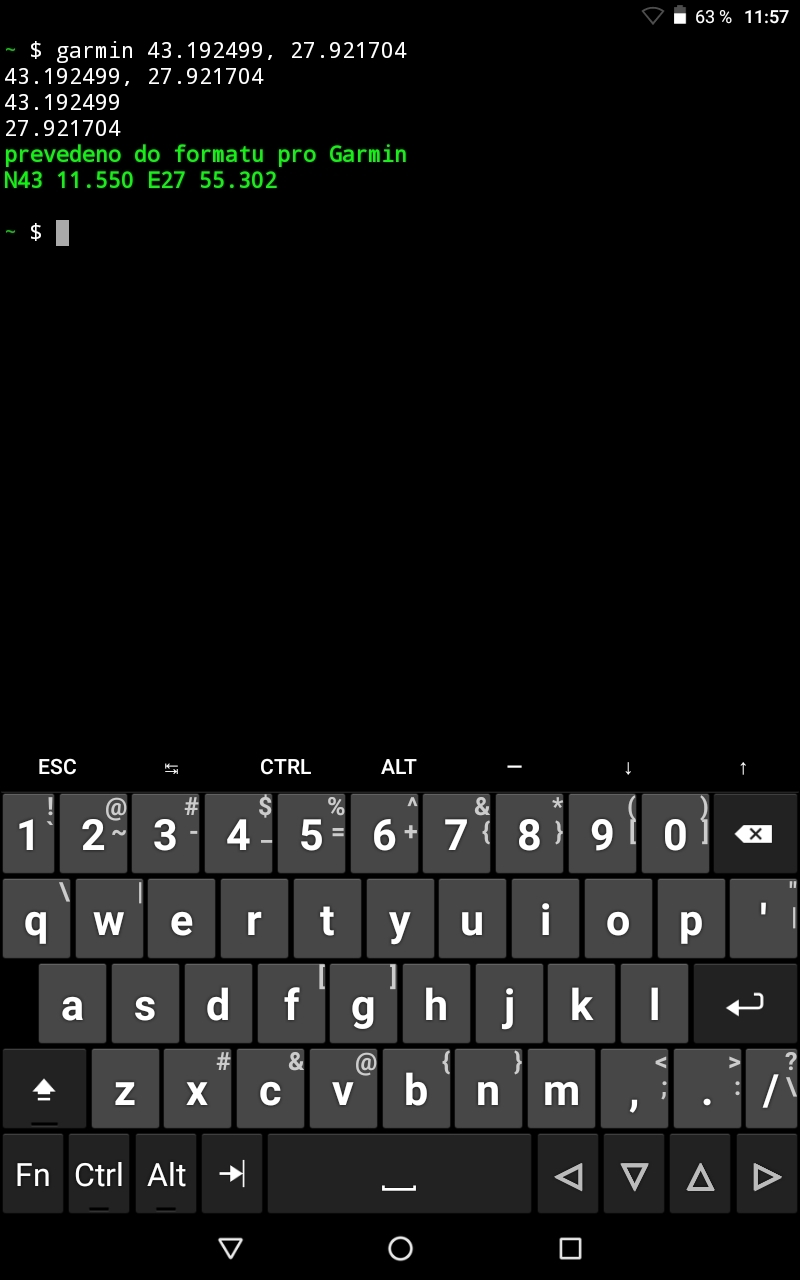 63 % 11:57
~ $ garmin 43.192499, 27.921704
43.192499, 27.921704
43.192499
27.921704
prevedeno do formatu pro Garmin
N43 11.550 E27 55.302
~ $
ESC ↹ CTRL ALT — ↓ ↑
! @ # $ % ^ & * ( )
1 ` 2 ~ 3 - 4 _ 5 = 6 + 7 { 8 } 9 [ 0 ]
\ | "
q w e r t y u i o p ' |
[ ]
a s d f g h j k l
# & @ { } < > ?
z x c v b n m , ; . : / \
Fn Ctrl Alt